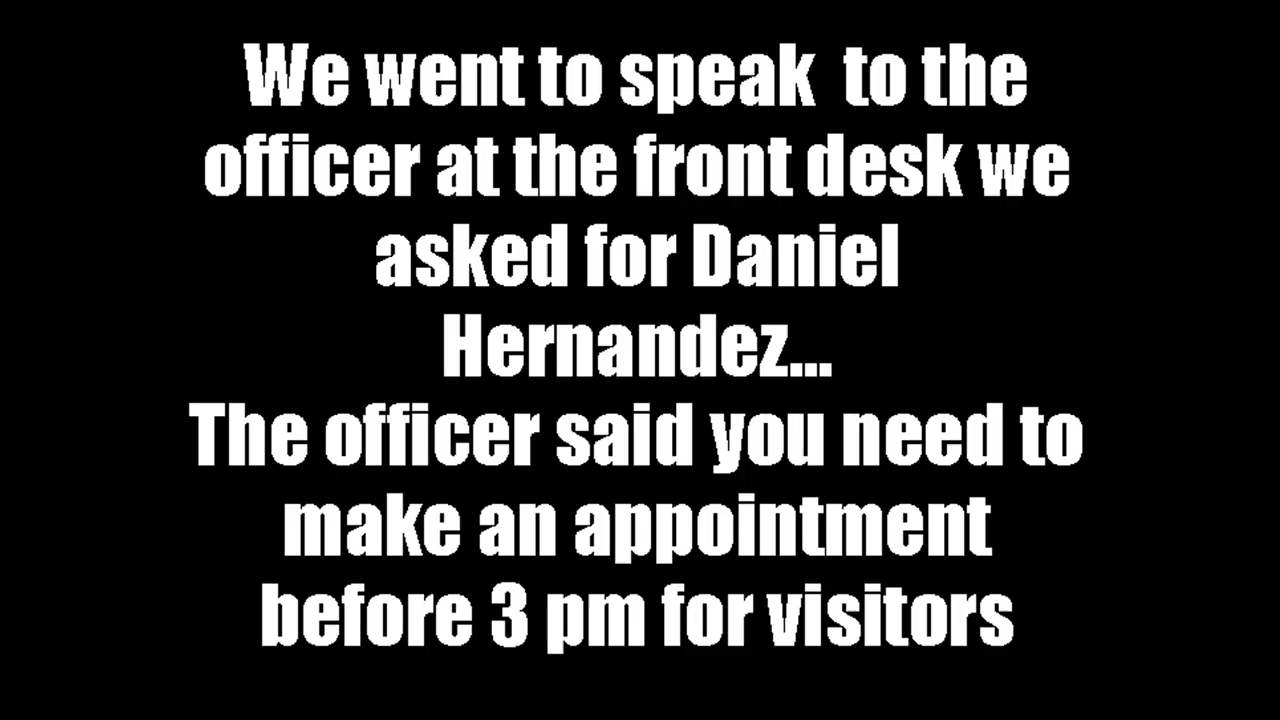 We went to speak  to the
officer at the front desk we
asked for Daniel
Hernandez...
The officer said you need to
make an appointment
before 3 pm for visitors